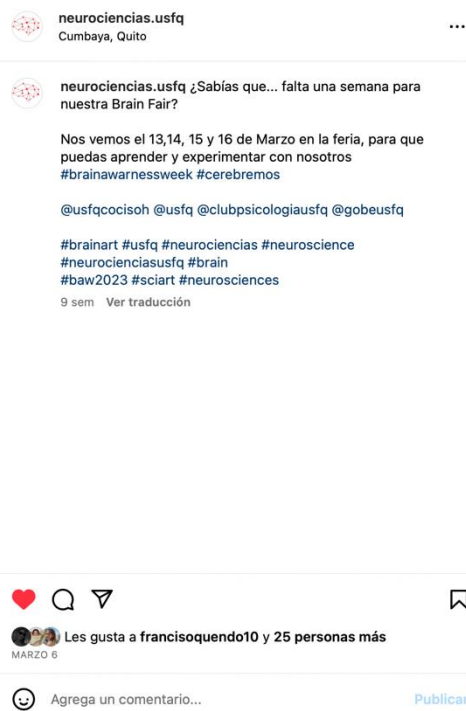 neurociencias.usfq
Cumbaya, Quito
neurociencias.usfq ¿Sabías que... falta una semana para
nuestra Brain Fair?
Nos vemos el 13,14, 15 y 16 de Marzo en la feria, para que
puedas aprender y experimentar con nosotros
#brainawarnessweek #cerebremos
@usfqcocisoh @usfq @clubpsicologiausfq @gobeusfq
#brainart #usfq #neurociencias #neuroscience
#neurocienciasusfq #brain
#baw2023 #sciart #neurosciences
9 sem Ver traducción
Les gusta a francisoquendo10 y 25 personas más
MARZO 6
Agrega un comentario... Publicar